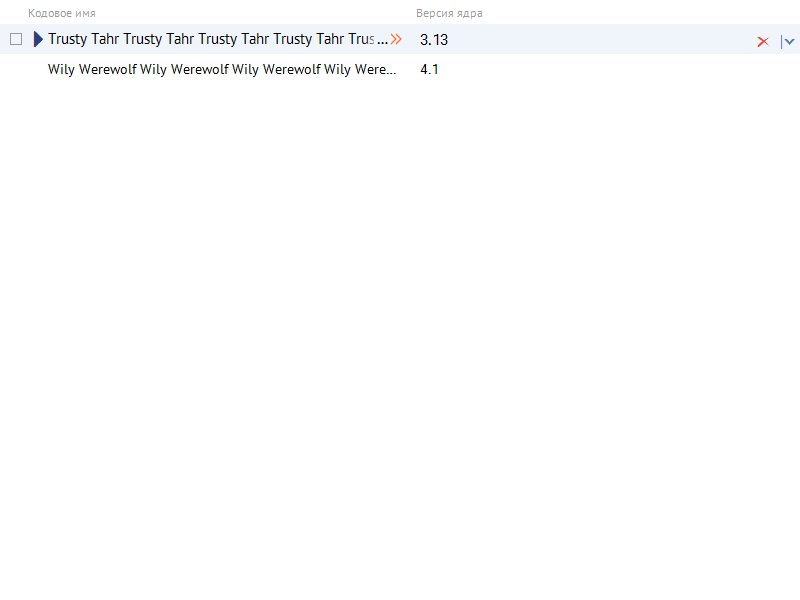 Кодовое имя Версия ядра
Trusty Tahr Trusty Tahr Trusty Tahr Trusty Tahr Trus... 3.13
Wily Werewolf Wily Werewolf Wily Werewolf Wily Were... 4.1